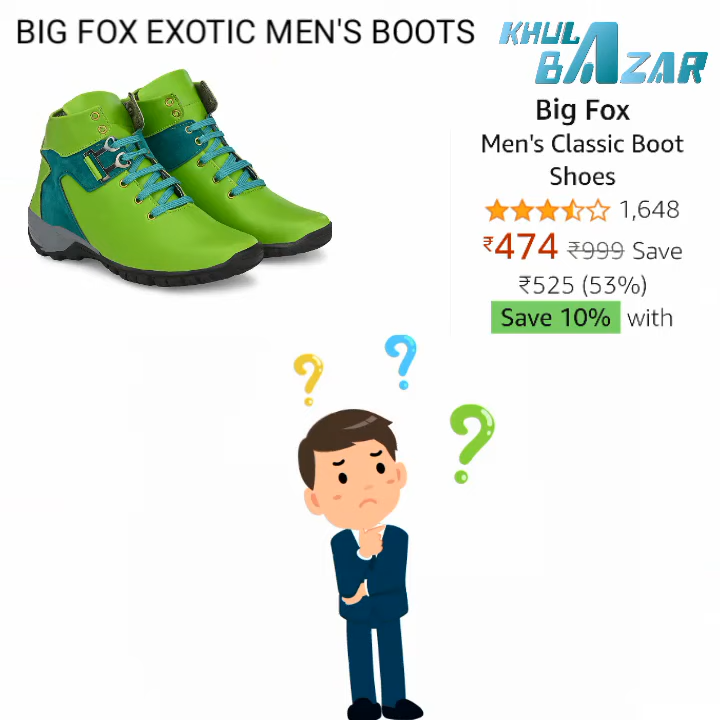 BIG FOX EXOTIC MEN'S BOOTS
KHUL
BAZAR
Big Fox
Men's Classic Boot
Shoes
1,648
₹474 ₹999 Save
₹525 (53%)
Save 10% with
? ? ?